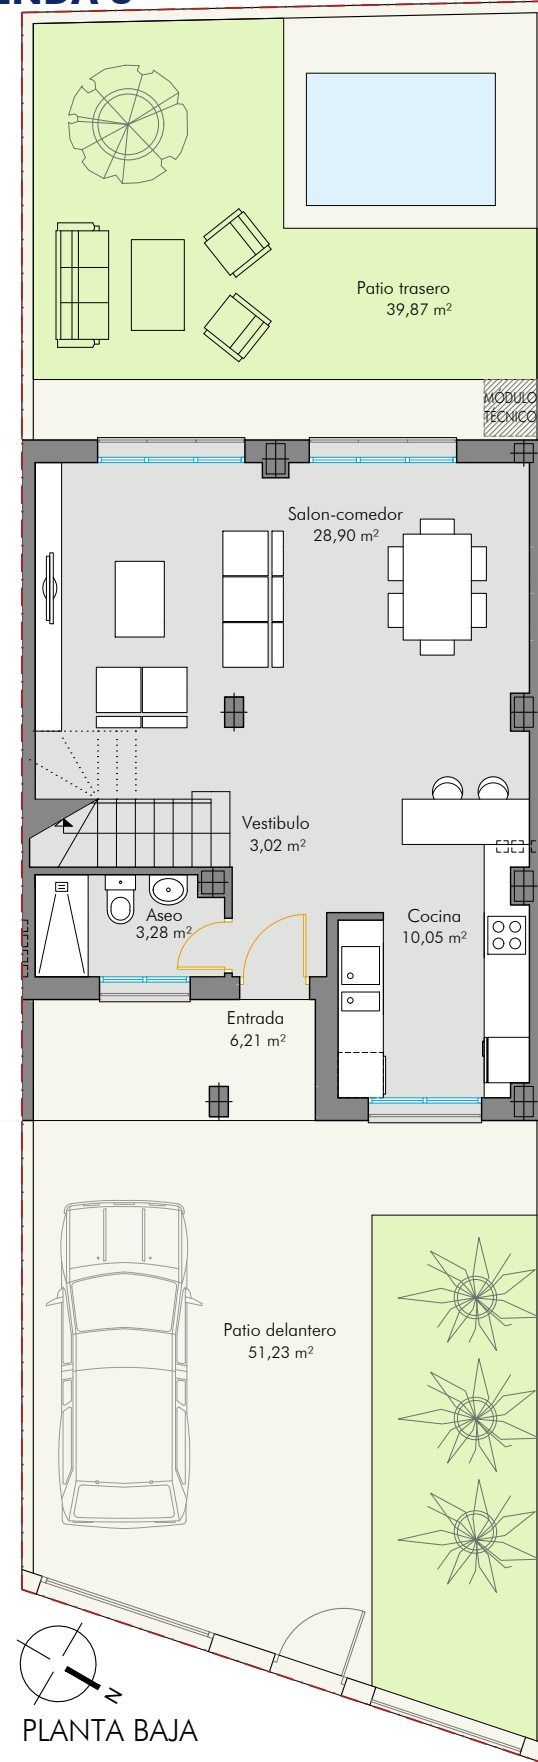 Patio trasero
39,87 m²
MÓDULO
TÉCNICO
Salon-comedor
28,90 m²
Vestibulo
3,02 m²
Aseo
3,28 m²
Cocina
10,05 m²
Entrada
6,21 m²
Patio delantero
51,23 m²
N
PLANTA BAJA